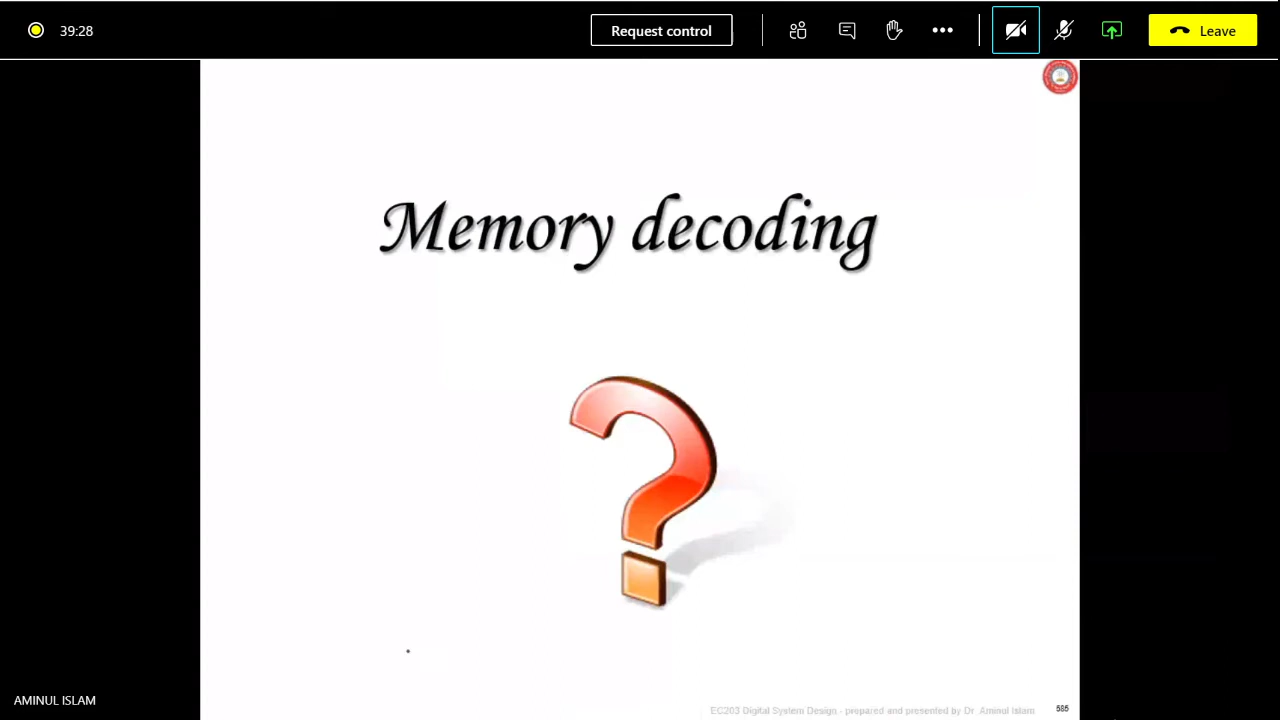 39:28
Request control
Leave
Memory decoding
AMINUL ISLAM
EC203 Digital System Design - prepared and presented by Dr. Aminul Islam
585